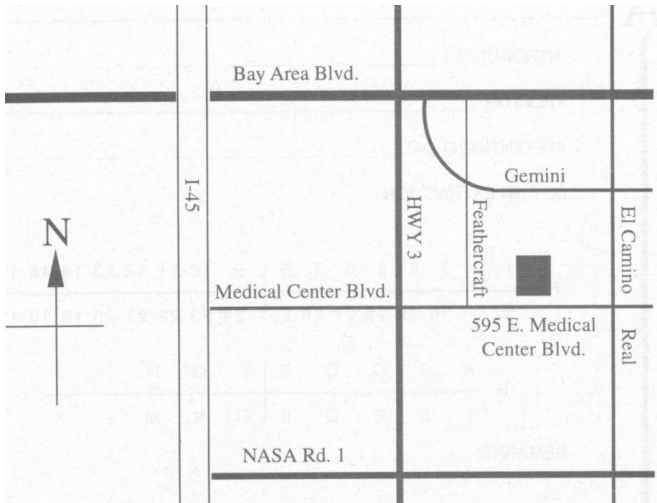 Bay Area Blvd.
Gemini
I-45
HWY 3
Feathercraft
El Camino Real
N
Medical Center Blvd.
595 E. Medical
Center Blvd.
NASA Rd. 1